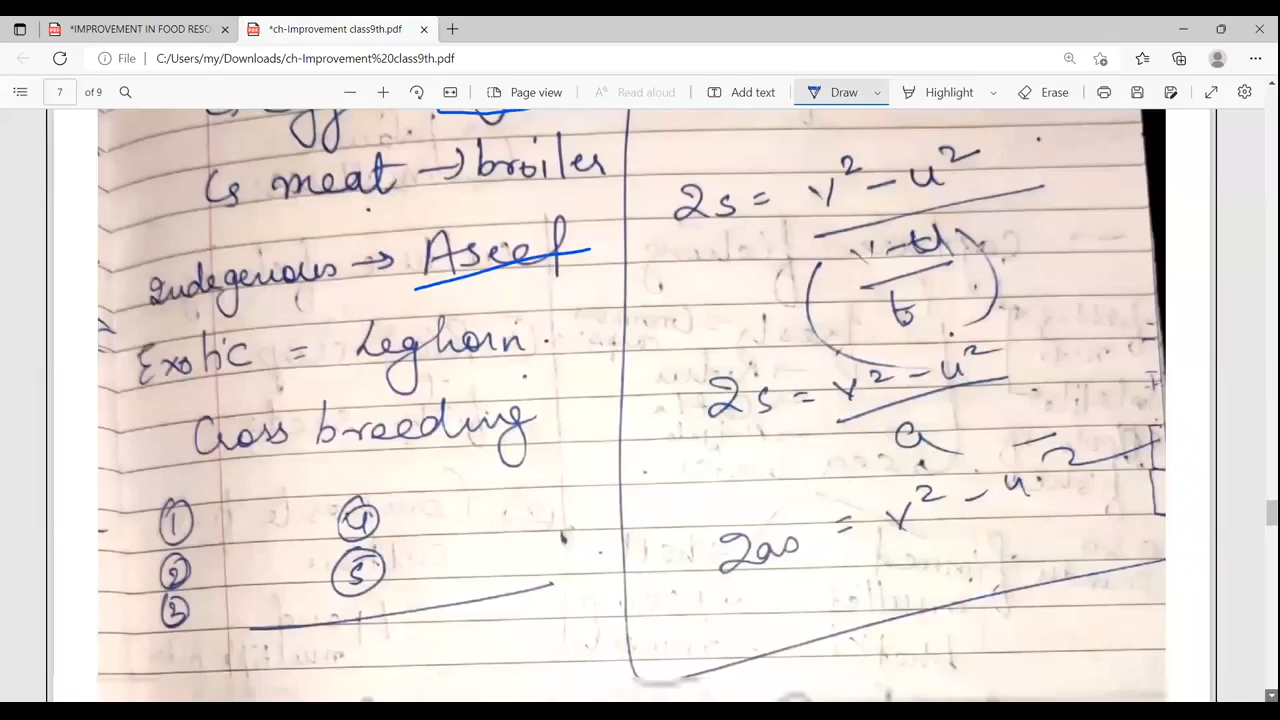 *IMPROVEMENT IN FOOD RESO
*ch-Improvement class9th.pdf
File
C:/Users/my/Downloads/ch-Improvement%20class9th.pdf
7 of 9
Page view
Read aloud
Add text
Draw
Highlight
Erase
↳ meat → broiler
Indegenous → Aseel
Exotic = Leghorn.
Cross breeding
① ④
② ⑤
③
2s = v² - u²
(v - u / t)
2s = v² - u² / a
2as = v² - u²